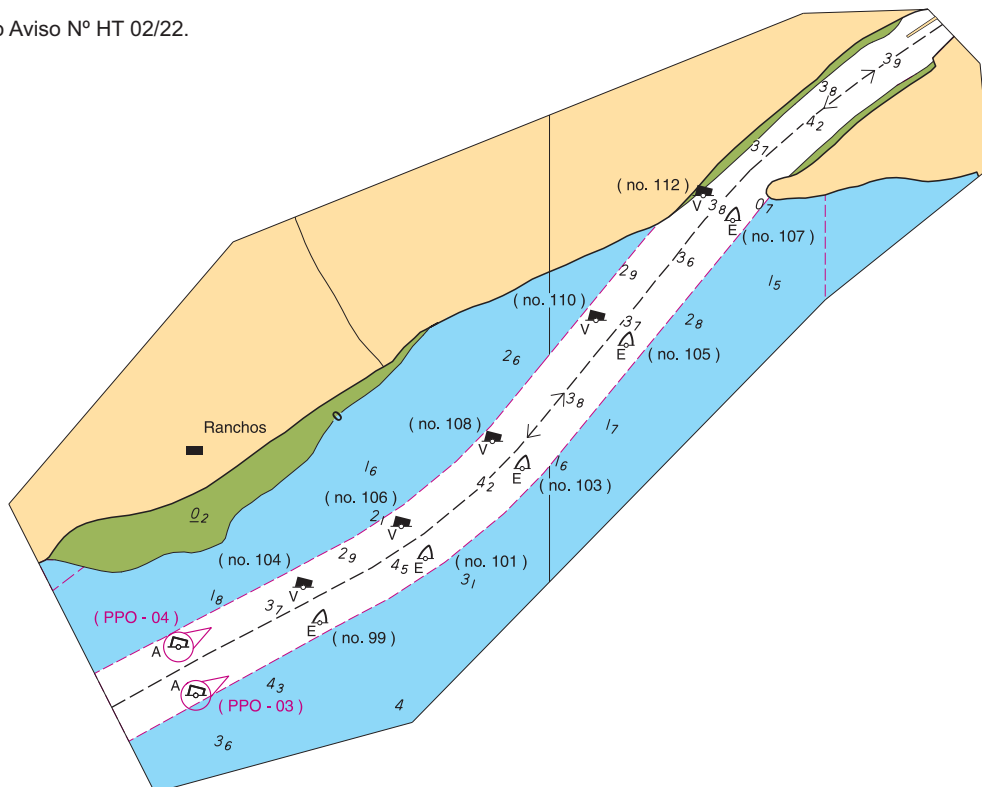 o Aviso Nº HT 02/22.
3₉
3₈
4₂
3₁
( no. 112 )
V
3₈
0₇
E
( no. 107 )
3₆
2₉
1₅
( no. 110 )
V
3₇
2₈
E
( no. 105 )
2₆
3₈
Ranchos
0
( no. 108 )
V
1₇
1₆
1₆
E
4₂
( no. 103 )
( no. 106 )
0₂
2₁
V
2₉
( no. 104 )
4₅
E
( no. 101 )
3₁
1₈
V
3₇
( PPO - 04 )
E
( no. 99 )
A
A
4₃
( PPO - 03 )
4
3₆